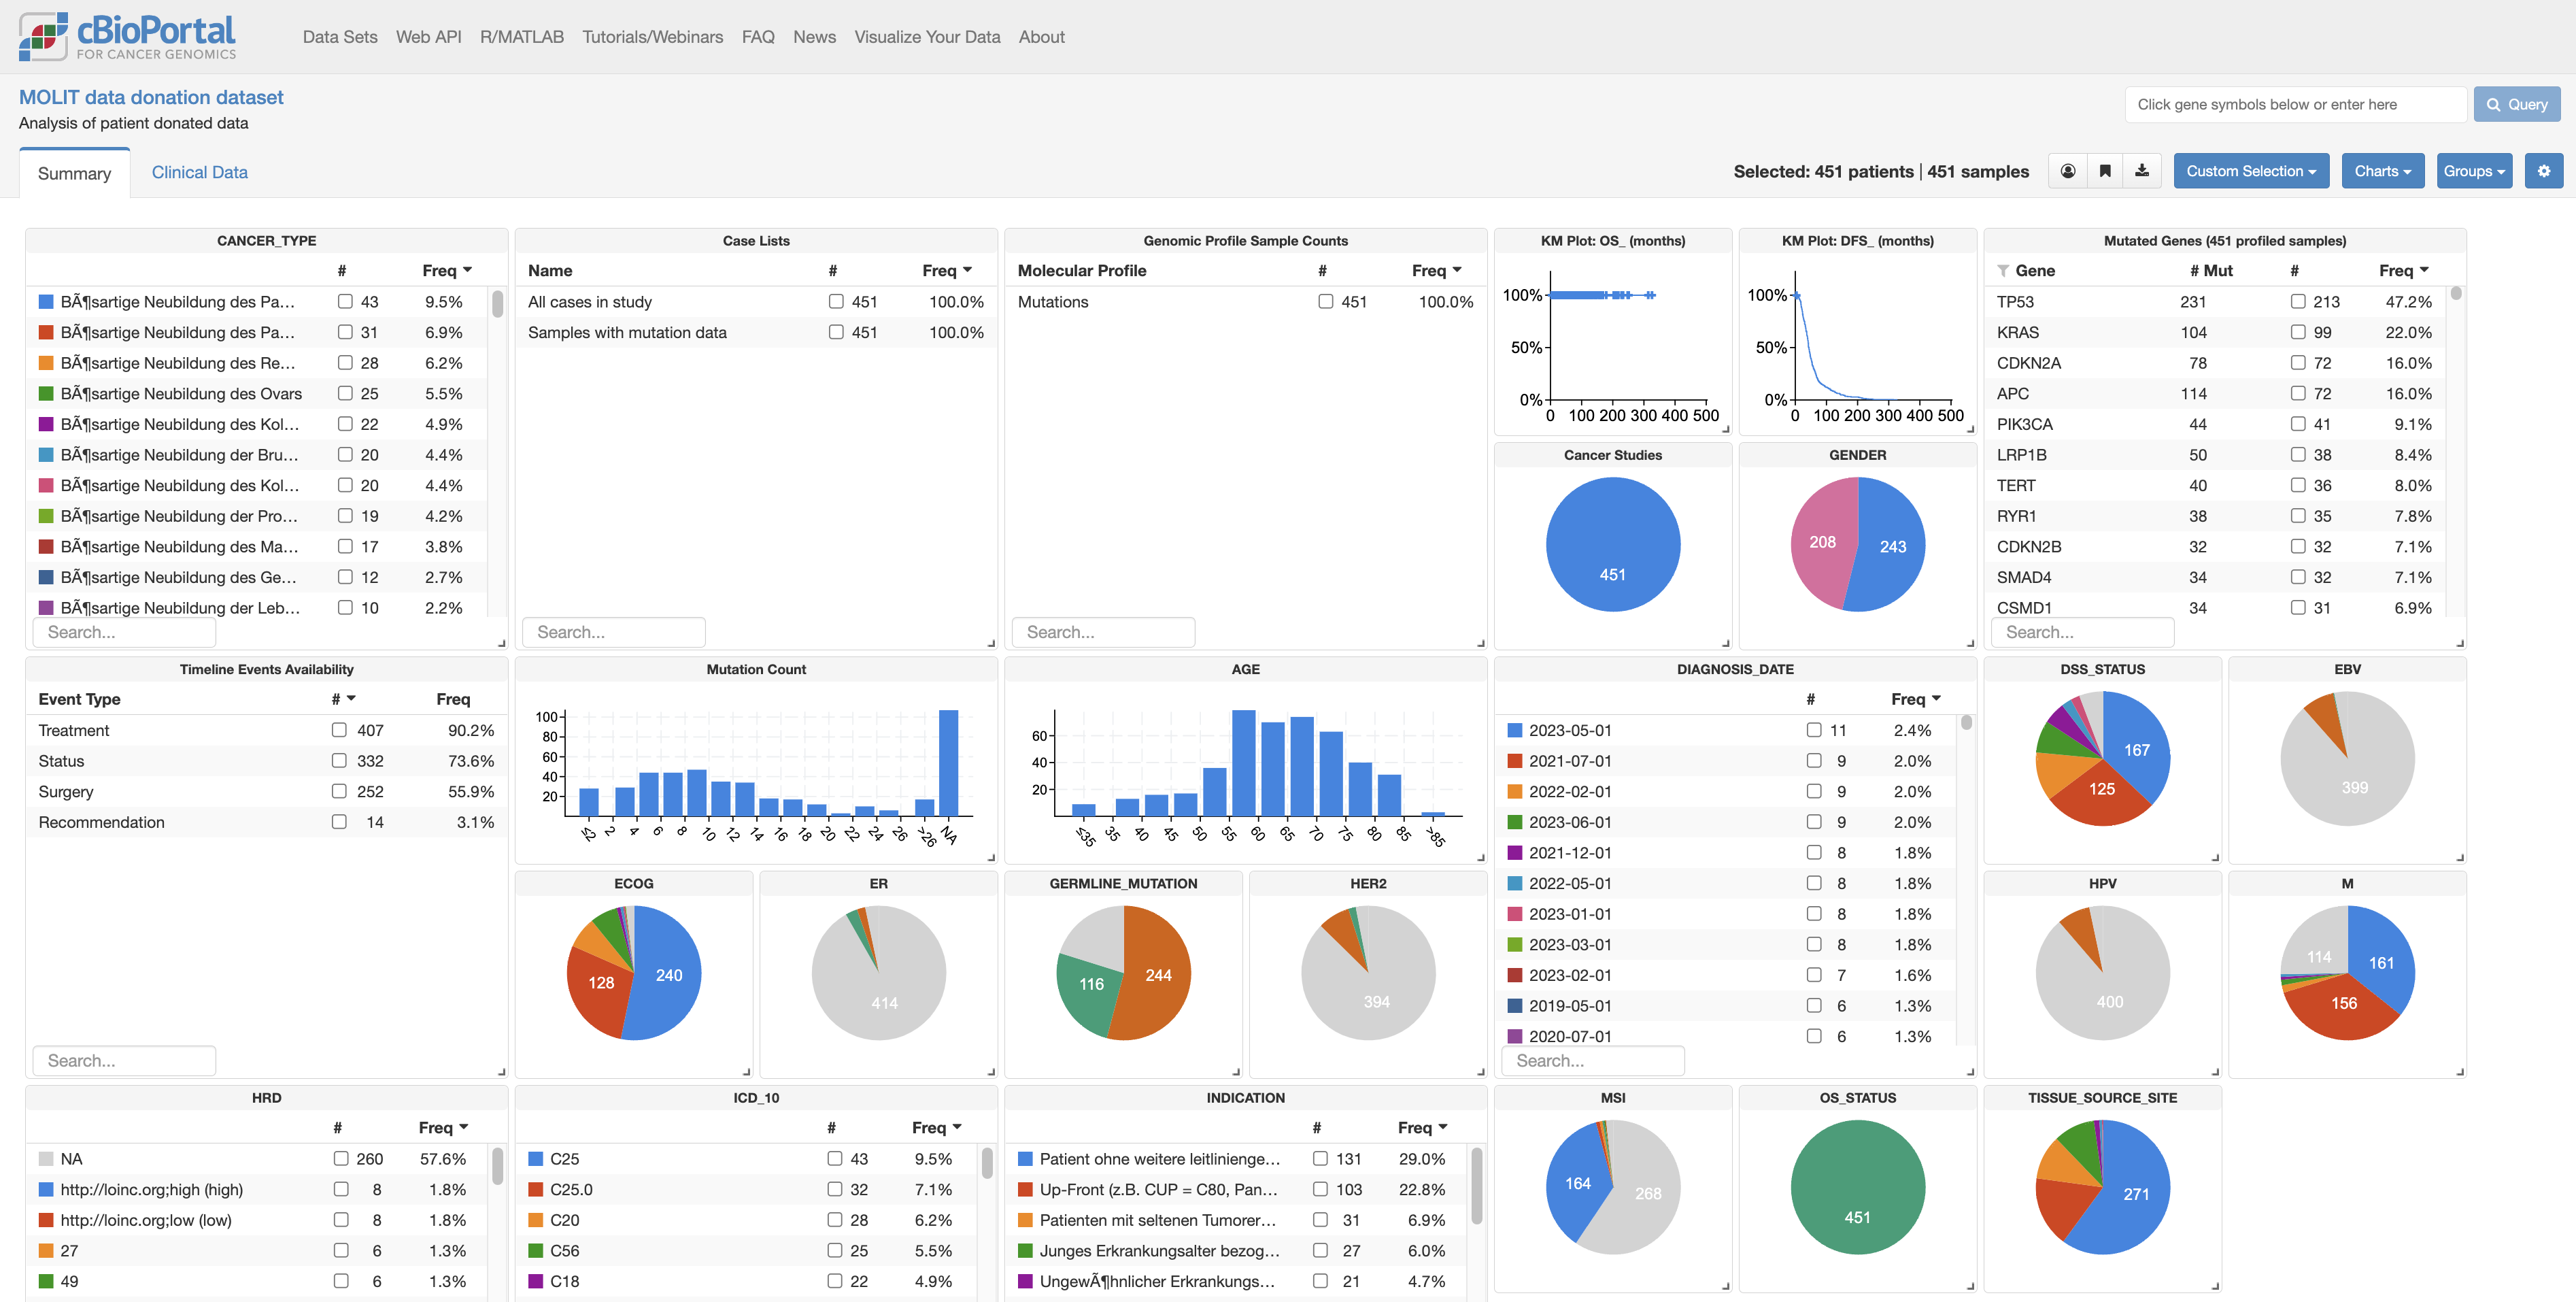 cBioPortal
FOR CANCER GENOMICS
Data Sets Web API R/MATLAB Tutorials/Webinars FAQ News Visualize Your Data About
MOLIT data donation dataset
Analysis of patient donated data
Click gene symbols below or enter here Query
Summary Clinical Data
Selected: 451 patients | 451 samples Custom Selection Charts Groups
CANCER_TYPE
# Freq
BÃ¶sartige Neubildung des Pa... 43 9.5%
BÃ¶sartige Neubildung des Pa... 31 6.9%
BÃ¶sartige Neubildung des Re... 28 6.2%
BÃ¶sartige Neubildung des Ovars 25 5.5%
BÃ¶sartige Neubildung des Kol... 22 4.9%
BÃ¶sartige Neubildung der Bru... 20 4.4%
BÃ¶sartige Neubildung des Kol... 20 4.4%
BÃ¶sartige Neubildung der Pro... 19 4.2%
BÃ¶sartige Neubildung des Ma... 17 3.8%
BÃ¶sartige Neubildung des Ge... 12 2.7%
BÃ¶sartige Neubildung der Leb... 10 2.2%
Search...
Case Lists
Name # Freq
All cases in study 451 100.0%
Samples with mutation data 451 100.0%
Search...
Genomic Profile Sample Counts
Molecular Profile # Freq
Mutations 451 100.0%
Search...
KM Plot: OS_ (months)
100%
50%
0%
0 100 200 300 400 500
KM Plot: DFS_ (months)
100%
50%
0%
0 100 200 300 400 500
Cancer Studies
451
GENDER
208 243
Mutated Genes (451 profiled samples)
Gene # Mut # Freq
TP53 231 213 47.2%
KRAS 104 99 22.0%
CDKN2A 78 72 16.0%
APC 114 72 16.0%
PIK3CA 44 41 9.1%
LRP1B 50 38 8.4%
TERT 40 36 8.0%
RYR1 38 35 7.8%
CDKN2B 32 32 7.1%
SMAD4 34 32 7.1%
CSMD1 34 31 6.9%
Search...
Timeline Events Availability
Event Type # Freq
Treatment 407 90.2%
Status 332 73.6%
Surgery 252 55.9%
Recommendation 14 3.1%
Search...
Mutation Count
100
80
60
40
20
≤2 2 4 6 8 10 12 14 16 18 20 22 24 26 >26 NA
AGE
60
40
20
≤35 35 40 45 50 55 60 65 70 75 80 85 >85
DIAGNOSIS_DATE
# Freq
2023-05-01 11 2.4%
2021-07-01 9 2.0%
2022-02-01 9 2.0%
2023-06-01 9 2.0%
2021-12-01 8 1.8%
2022-05-01 8 1.8%
2023-01-01 8 1.8%
2023-03-01 8 1.8%
2023-02-01 7 1.6%
2019-05-01 6 1.3%
2020-07-01 6 1.3%
Search...
DSS_STATUS
167
125
EBV
399
ECOG
240
128
ER
414
GERMLINE_MUTATION
244
116
HER2
394
HPV
400
M
114 161
156
HRD
# Freq
NA 260 57.6%
http://loinc.org;high (high) 8 1.8%
http://loinc.org;low (low) 8 1.8%
27 6 1.3%
49 6 1.3%
ICD_10
# Freq
C25 43 9.5%
C25.0 32 7.1%
C20 28 6.2%
C56 25 5.5%
C18 22 4.9%
INDICATION
# Freq
Patient ohne weitere leitlinienge... 131 29.0%
Up-Front (z.B. CUP = C80, Pan... 103 22.8%
Patienten mit seltenen Tumorer... 31 6.9%
Junges Erkrankungsalter bezog... 27 6.0%
UngewÃ¶hnlicher Erkrankungs... 21 4.7%
MSI
164 268
OS_STATUS
451
TISSUE_SOURCE_SITE
271